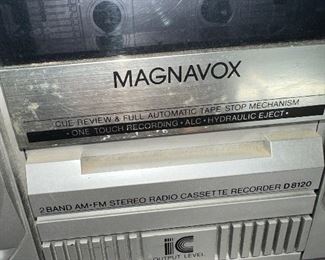 MAGNAVOX
CUE REVIEW & FULL AUTOMATIC TAPE STOP MECHANISM
• ONE TOUCH RECORDING • ALC • HYDRAULIC EJECT •
2 BAND AM • FM STEREO RADIO CASSETTE RECORDER D8120
IC
OUTPUT LEVEL